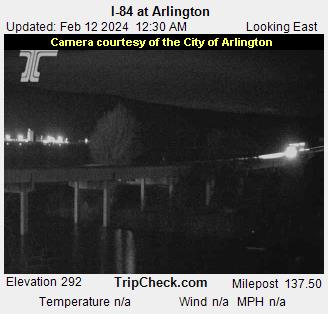 I-84 at Arlington
Updated: Feb 12 2024 12:30 AM Looking East
Camera courtesy of the City of Arlington
Elevation 292 TripCheck.com Milepost 137.50
Temperature n/a Wind n/a MPH n/a